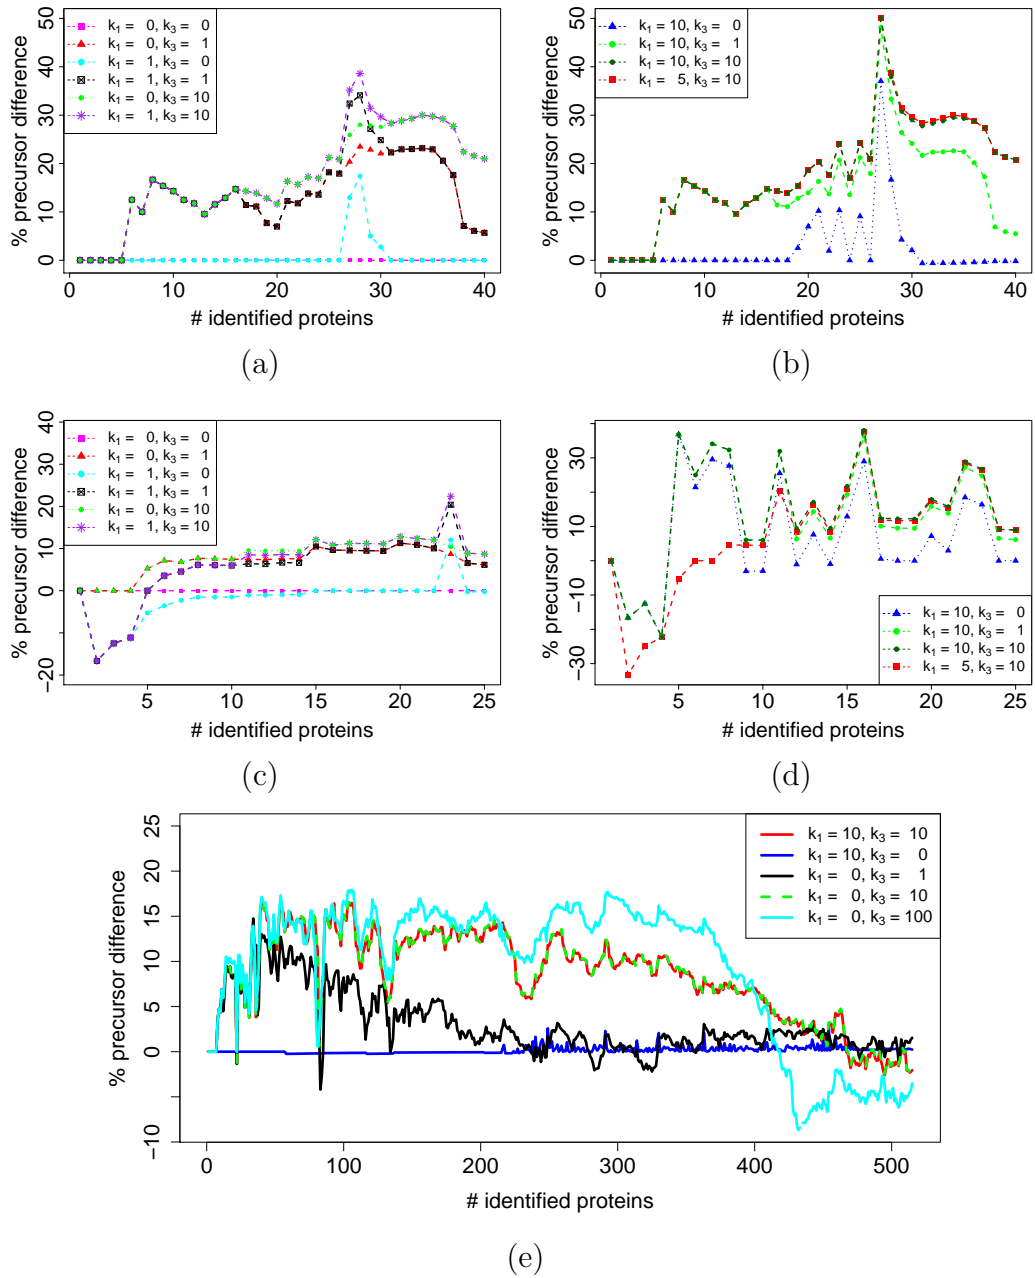 k1 = 0, k3 = 0
k1 = 0, k3 = 1
k1 = 1, k3 = 0
k1 = 1, k3 = 1
k1 = 0, k3 = 10
k1 = 1, k3 = 10
% precursor difference
0 10 20 30 40 50
0 10 20 30 40
# identified proteins
(a)
k1 = 10, k3 = 0
k1 = 10, k3 = 1
k1 = 10, k3 = 10
k1 = 5, k3 = 10
% precursor difference
0 10 20 30 40 50
0 10 20 30 40
# identified proteins
(b)
k1 = 0, k3 = 0
k1 = 0, k3 = 1
k1 = 1, k3 = 0
k1 = 1, k3 = 1
k1 = 0, k3 = 10
k1 = 1, k3 = 10
% precursor difference
−20 0 10 20 30 40
5 10 15 20 25
# identified proteins
(c)
k1 = 10, k3 = 0
k1 = 10, k3 = 1
k1 = 10, k3 = 10
k1 = 5, k3 = 10
% precursor difference
−30 −10 10 30
5 10 15 20 25
# identified proteins
(d)
k1 = 10, k3 = 10
k1 = 10, k3 = 0
k1 = 0, k3 = 1
k1 = 0, k3 = 10
k1 = 0, k3 = 100
% precursor difference
−10 0 5 10 15 20 25
0 100 200 300 400 500
# identified proteins
(e)